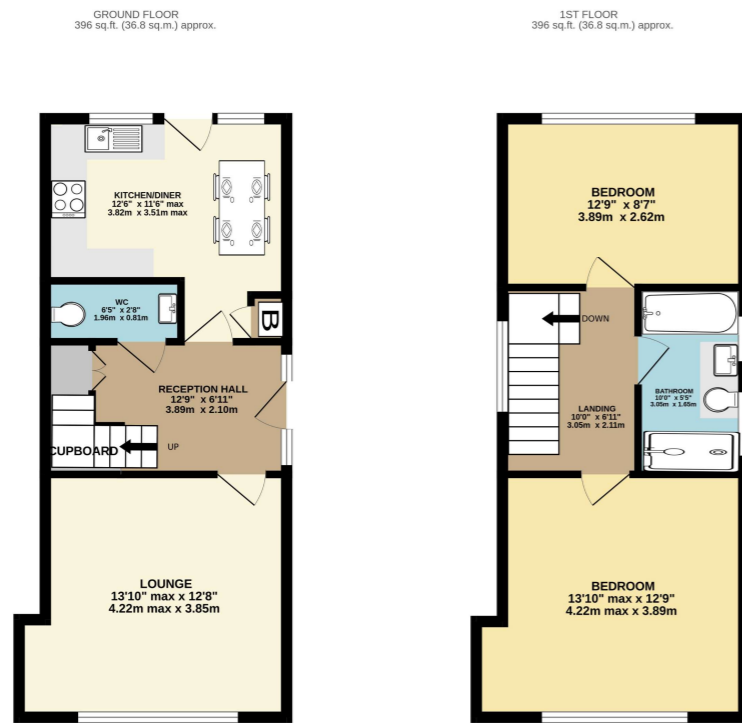 GROUND FLOOR
396 sq.ft. (36.8 sq.m.) approx.
KITCHEN/DINER
12'6" x 11'6" max
3.82m x 3.51m max
WC
6'5" x 2'8"
1.96m x 0.81m
B
RECEPTION HALL
12'9" x 6'11"
3.89m x 2.10m
CUPBOARD
UP
LOUNGE
13'10" max x 12'8"
4.22m max x 3.85m
1ST FLOOR
396 sq.ft. (36.8 sq.m.) approx.
BEDROOM
12'9" x 8'7"
3.89m x 2.62m
DOWN
BATHROOM
10'0" x 5'5"
3.05m x 1.65m
LANDING
10'0" x 6'11"
3.05m x 2.11m
BEDROOM
13'10" max x 12'9"
4.22m max x 3.89m